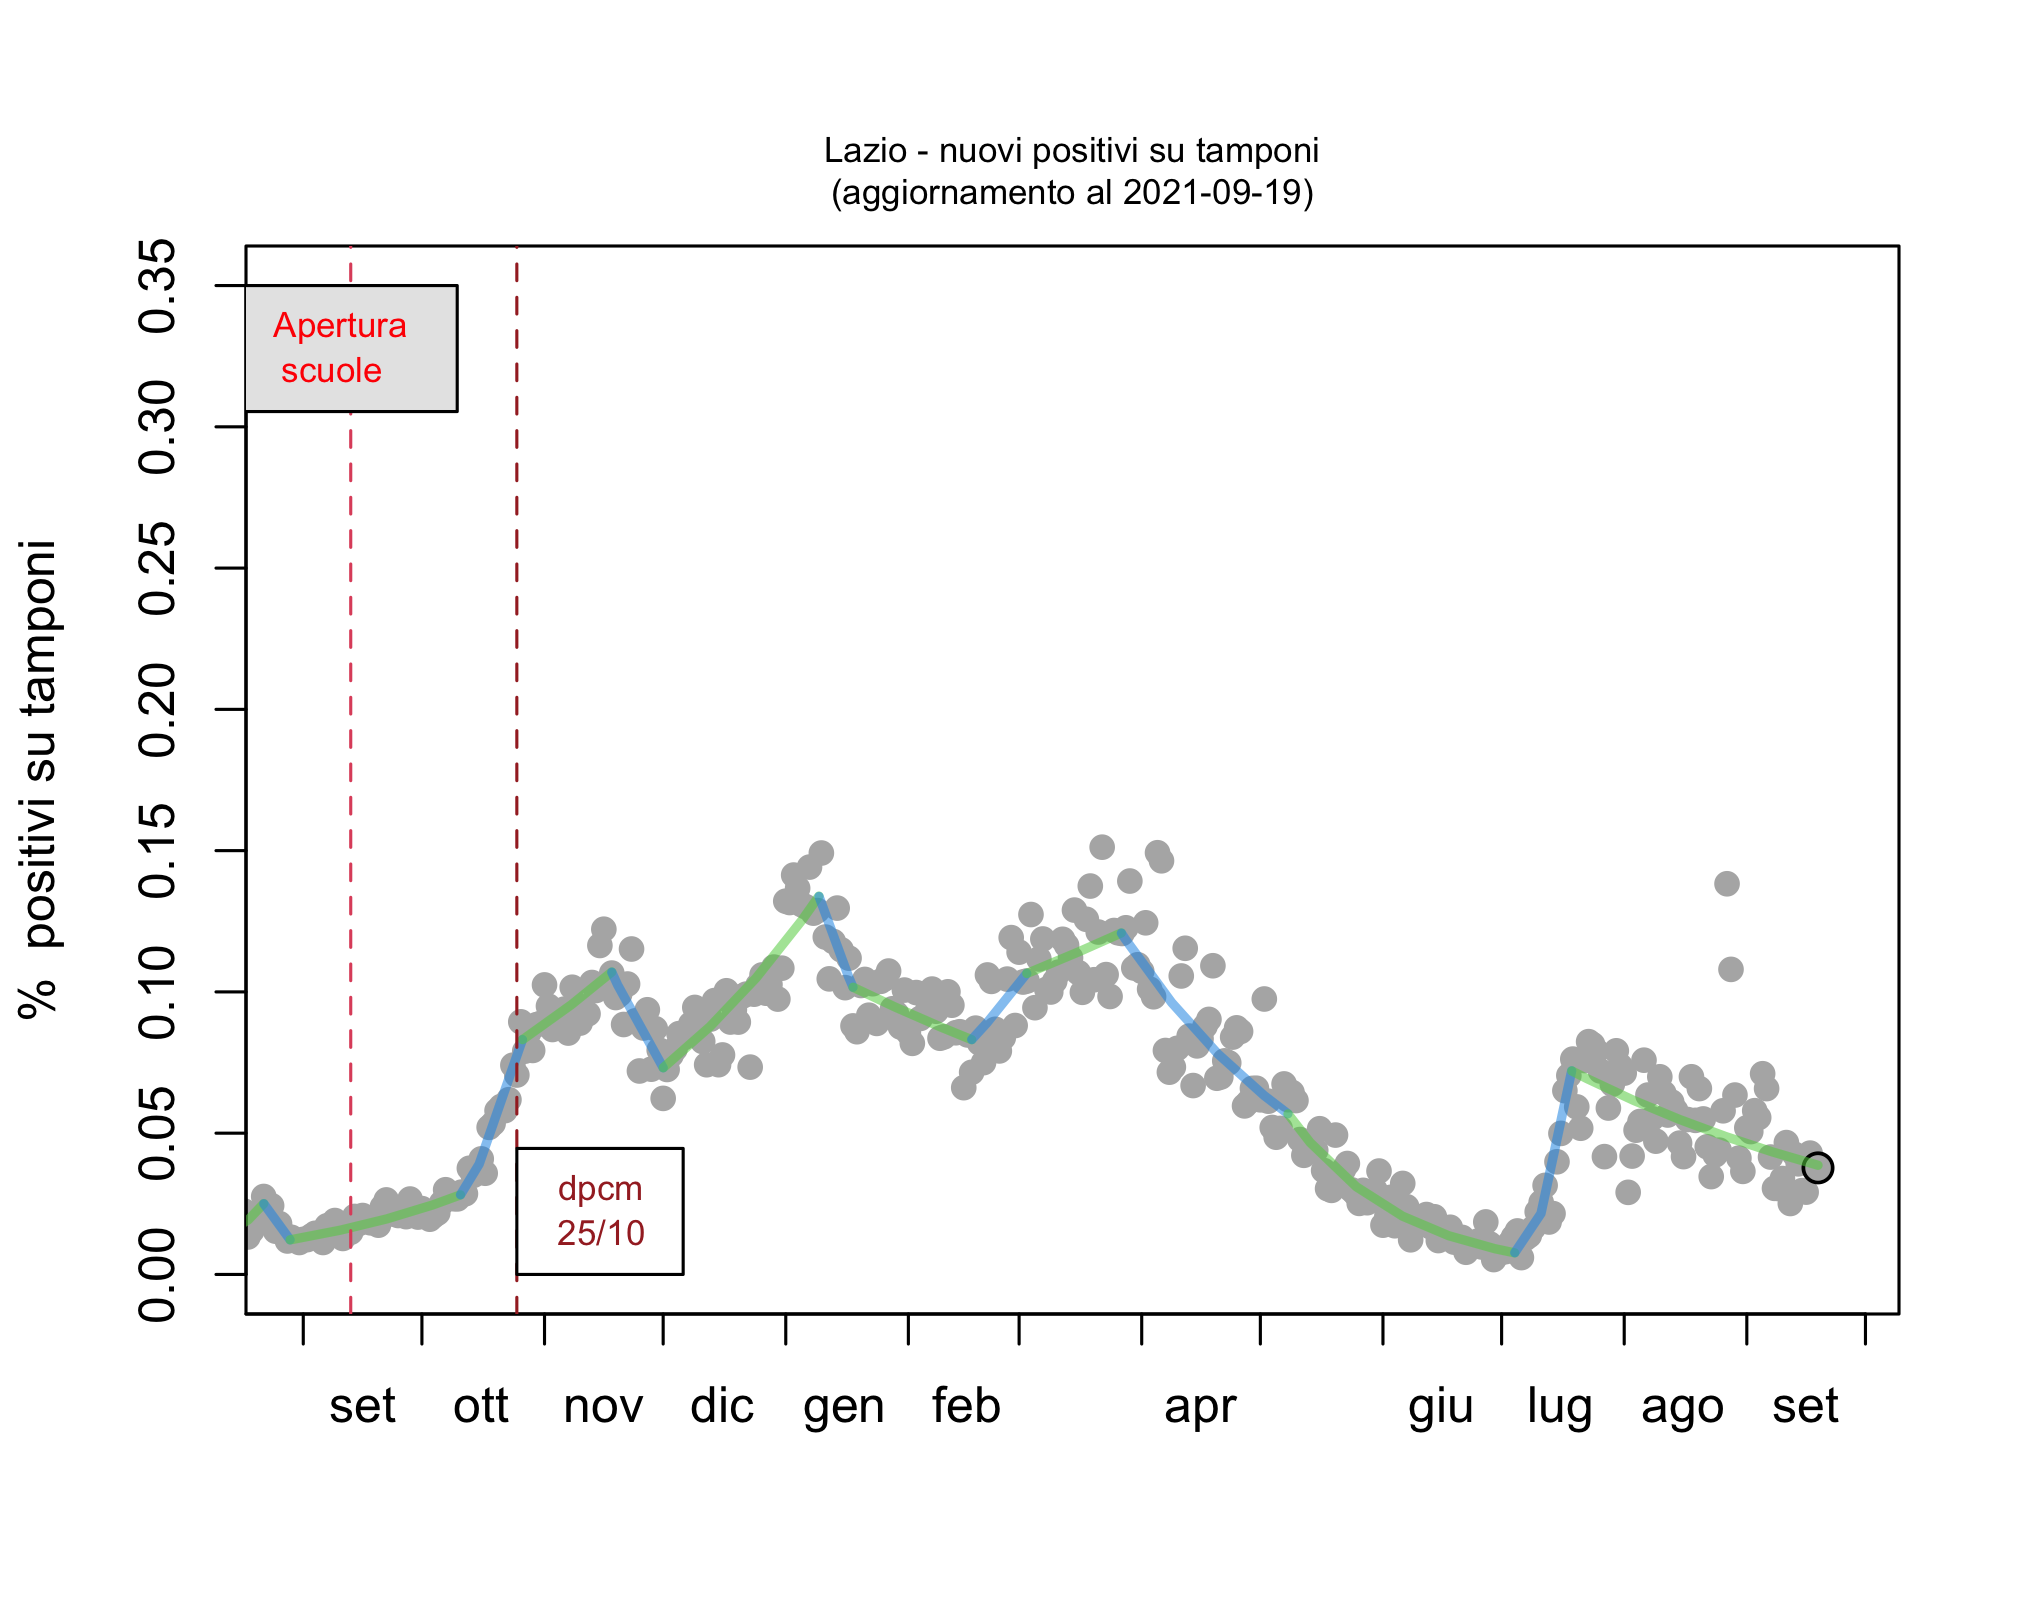 Lazio - nuovi positivi su tamponi
(aggiornamento al 2021-09-19)
% positivi su tamponi
0.35
0.30
0.25
0.20
0.15
0.10
0.05
0.00
Apertura
scuole
dpcm
25/10
set ott nov dic gen feb apr giu lug ago set